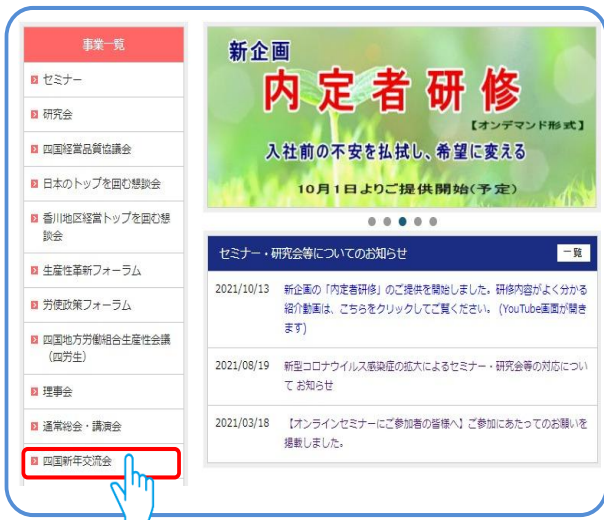 事業一覧
セミナー
研究会
四国経営品質協議会
日本のトップを囲む懇談会
香川地区経営トップを囲む懇
談会
生産性革新フォーラム
労使政策フォーラム
四国地方労働組合生産性会議
（四労生）
理事会
通常総会・講演会
四国新年交流会
新企画
内定者研修
【オンデマンド形式】
入社前の不安を払拭し、希望に変える
10月1日よりご提供開始(予定)
セミナー・研究会等についてのお知らせ
一覧
2021/10/13 新企画の「内定者研修」のご提供を開始しました。研修内容がよく分かる
紹介動画は、こちらをクリックしてご覧ください。 (YouTube画面が開き
ます)
2021/08/19 新型コロナウイルス感染症の拡大によるセミナー・研究会等の対応につい
て お知らせ
2021/03/18 【オンラインセミナーにご参加者の皆様へ】ご参加にあたってのお願いを
掲載しました。